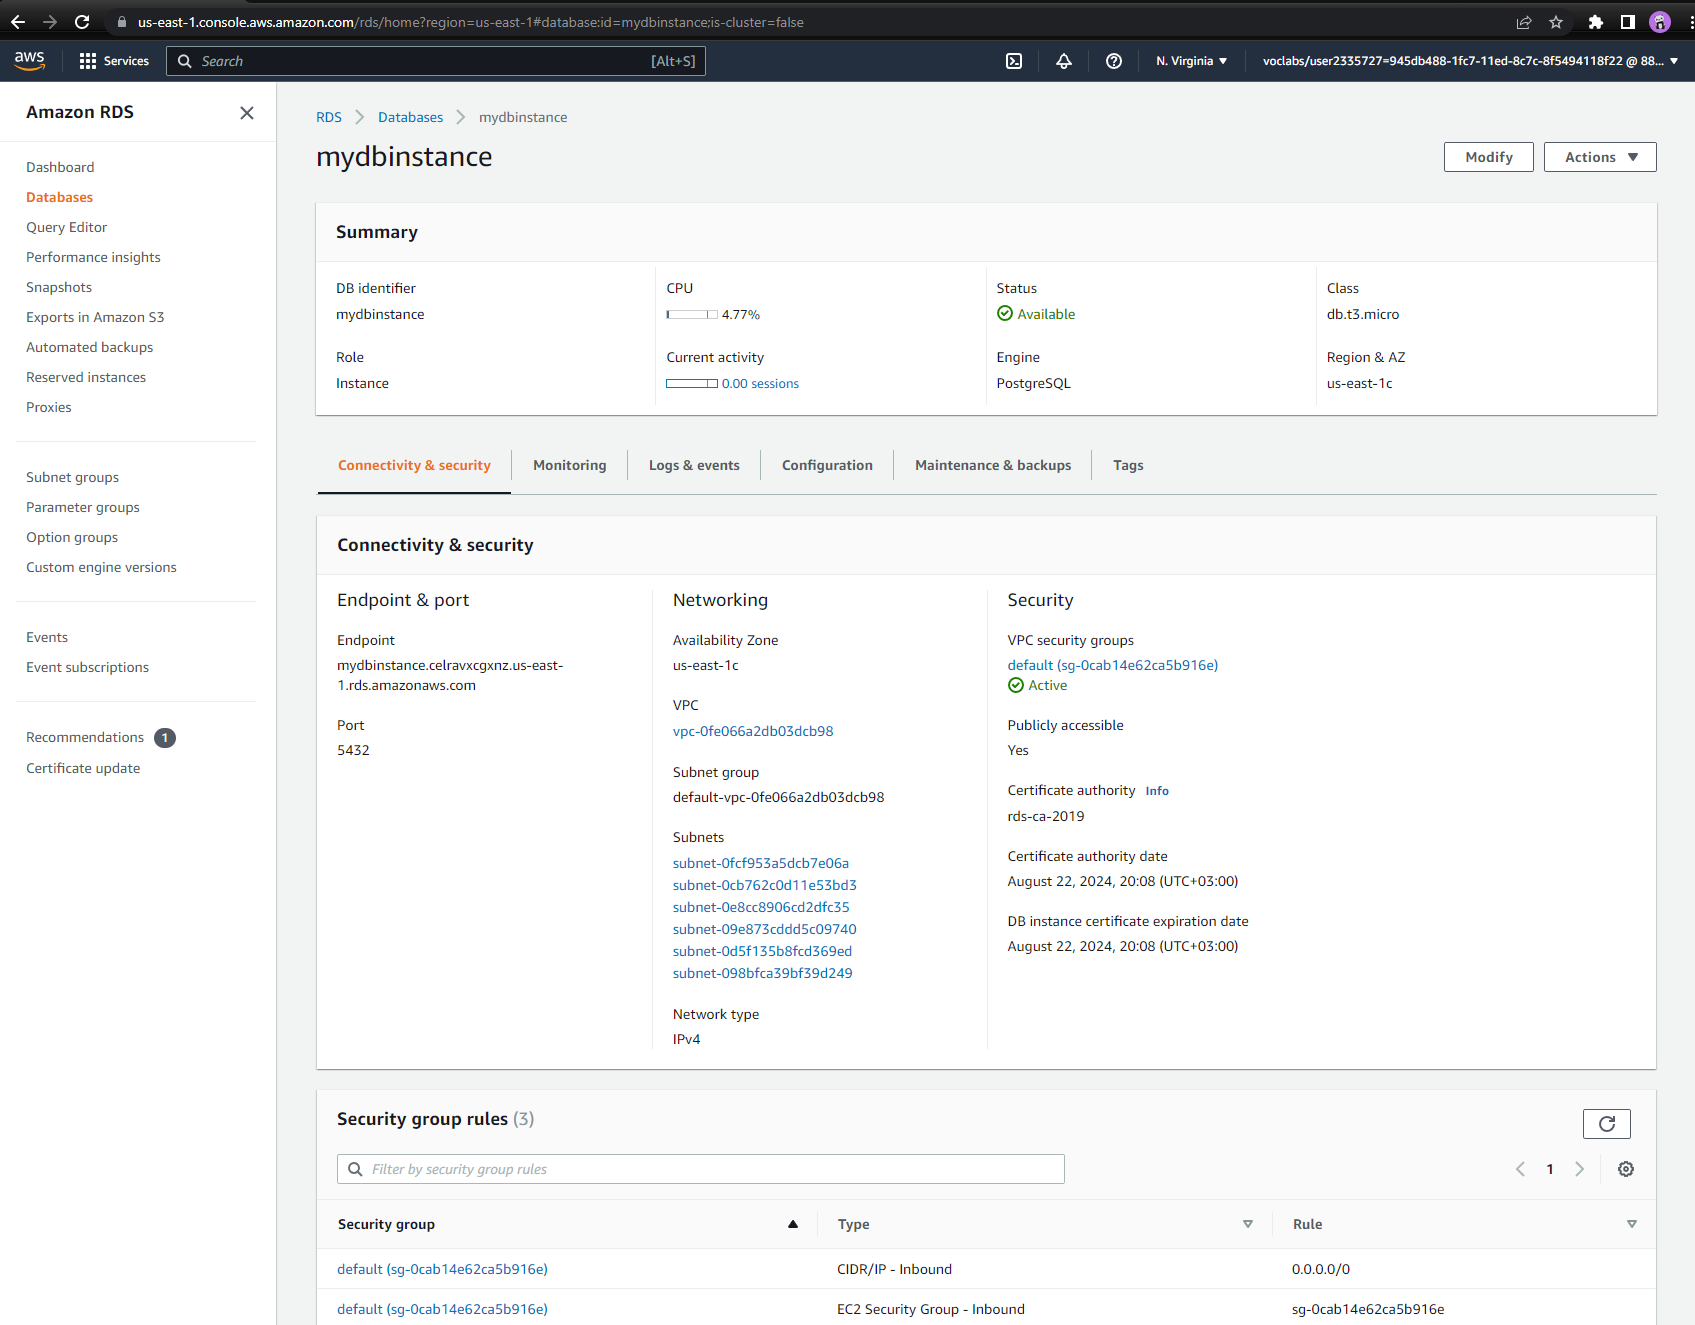 us-east-1.console.aws.amazon.com/rds/home?region=us-east-1#database:id=mydbinstance;is-cluster=false
aws
Services
Search
[Alt+S]
N. Virginia
voclabs/user2335727=945db488-1fc7-11ed-8c7c-8f5494118f22 @ 88...
Amazon RDS
Dashboard
Databases
Query Editor
Performance insights
Snapshots
Exports in Amazon S3
Automated backups
Reserved instances
Proxies
Subnet groups
Parameter groups
Option groups
Custom engine versions
Events
Event subscriptions
Recommendations 1
Certificate update
RDS > Databases > mydbinstance
mydbinstance
Modify
Actions
Summary
DB identifier
mydbinstance
CPU
4.77%
Status
Available
Class
db.t3.micro
Role
Instance
Current activity
0.00 sessions
Engine
PostgreSQL
Region & AZ
us-east-1c
Connectivity & security
Monitoring
Logs & events
Configuration
Maintenance & backups
Tags
Connectivity & security
Endpoint & port
Endpoint
mydbinstance.celravxcgxnz.us-east-
1.rds.amazonaws.com
Port
5432
Networking
Availability Zone
us-east-1c
VPC
vpc-0fe066a2db03dcb98
Subnet group
default-vpc-0fe066a2db03dcb98
Subnets
subnet-0fcf953a5dcb7e06a
subnet-0cb762c0d11e53bd3
subnet-0e8cc8906cd2dfc35
subnet-09e873cddd5c09740
subnet-0d5f135b8fcd369ed
subnet-098bfca39bf39d249
Network type
IPv4
Security
VPC security groups
default (sg-0cab14e62ca5b916e)
Active
Publicly accessible
Yes
Certificate authority Info
rds-ca-2019
Certificate authority date
August 22, 2024, 20:08 (UTC+03:00)
DB instance certificate expiration date
August 22, 2024, 20:08 (UTC+03:00)
Security group rules (3)
Filter by security group rules
1
Security group
Type
Rule
default (sg-0cab14e62ca5b916e)
CIDR/IP - Inbound
0.0.0.0/0
default (sg-0cab14e62ca5b916e)
EC2 Security Group - Inbound
sg-0cab14e62ca5b916e